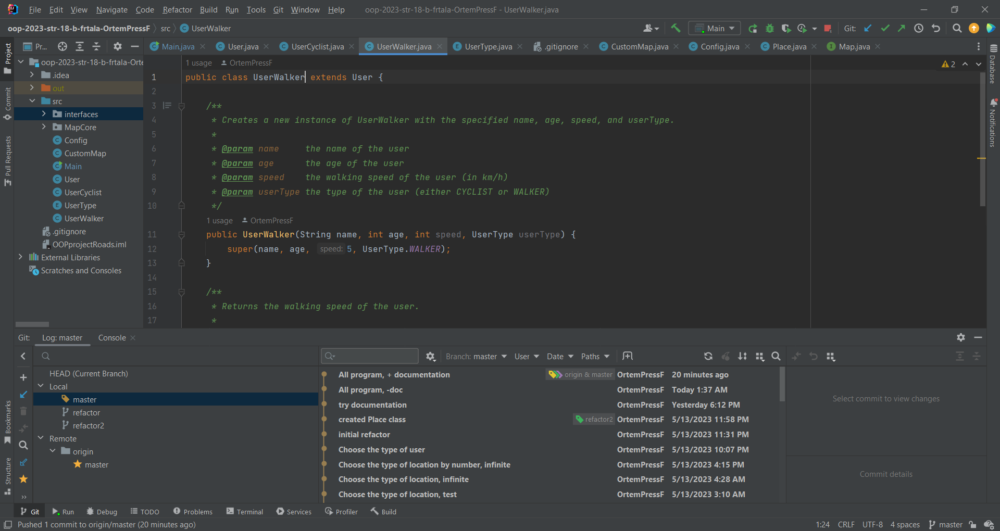 File Edit View Navigate Code Refactor Build Run Tools Git Window Help oop-2023-str-18-b-frtala-OrtemPressF - UserWalker.java
oop-2023-str-18-b-frtala-OrtemPressF src UserWalker Main Git:
Pr... Main.java User.java UserCyclist.java UserWalker.java UserType.java .gitignore CustomMap.java Config.java Place.java Map.java
Project
Commit
Pull Requests
Bookmarks
Structure
oop-2023-str-18-b-frtala-Orte
.idea
out
src
interfaces
MapCore
Config
CustomMap
Main
User
UserCyclist
UserType
UserWalker
.gitignore
OOPprojectRoads.iml
External Libraries
Scratches and Consoles
1 usage OrtemPressF
2
1 public class UserWalker extends User {
2
3 /**
4 * Creates a new instance of UserWalker with the specified name, age, speed, and userType.
5 *
6 * @param name the name of the user
7 * @param age the age of the user
8 * @param speed the walking speed of the user (in km/h)
9 * @param userType the type of the user (either CYCLIST or WALKER)
10 */
1 usage OrtemPressF
11 public UserWalker(String name, int age, int speed, UserType userType) {
12 super(name, age, speed: 5, UserType.WALKER);
13 }
14
15 /**
16 * Returns the walking speed of the user.
17 *
Database
Notifications
Git: Log: master Console
Branch: master User Date Paths
HEAD (Current Branch)
Local
master
refactor
refactor2
Remote
origin
master
All program, + documentation origin & master OrtemPressF 20 minutes ago
All program, -doc OrtemPressF Today 1:37 AM
try documentation OrtemPressF Yesterday 6:12 PM
created Place class refactor2 OrtemPressF 5/13/2023 11:58 PM
initial refactor OrtemPressF 5/13/2023 11:31 PM
Choose the type of user OrtemPressF 5/13/2023 10:07 PM
Choose the type of location by number, infinite OrtemPressF 5/13/2023 4:15 PM
Choose the type of location, infinite OrtemPressF 5/13/2023 4:28 AM
Choose the type of location, test OrtemPressF 5/13/2023 3:10 AM
Select commit to view changes
Commit details
Git Run Debug TODO Problems Terminal Services Profiler Build
Pushed 1 commit to origin/master (20 minutes ago) 1:24 CRLF UTF-8 4 spaces master